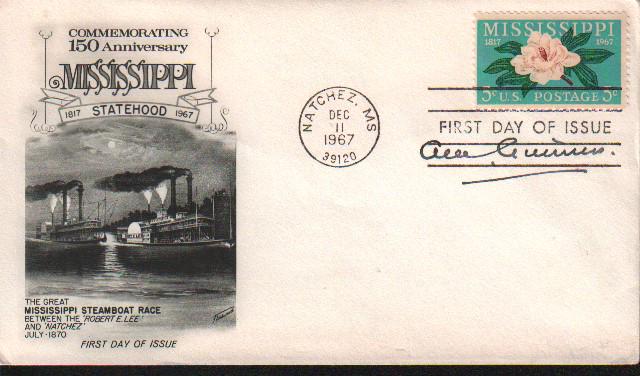 COMMEMORATING
150 Anniversary
MISSISSIPPI
1817 STATEHOOD 1967
THE GREAT
MISSISSIPPI STEAMBOAT RACE
BETWEEN THE 'ROBERT E. LEE'
AND 'NATCHEZ'
JULY-1870
FIRST DAY OF ISSUE
NATCHEZ, MS
DEC
11
1967
39120
MISSISSIPPI
1817 1967
5c U.S. POSTAGE 5c
FIRST DAY OF ISSUE
Alec Guinness.